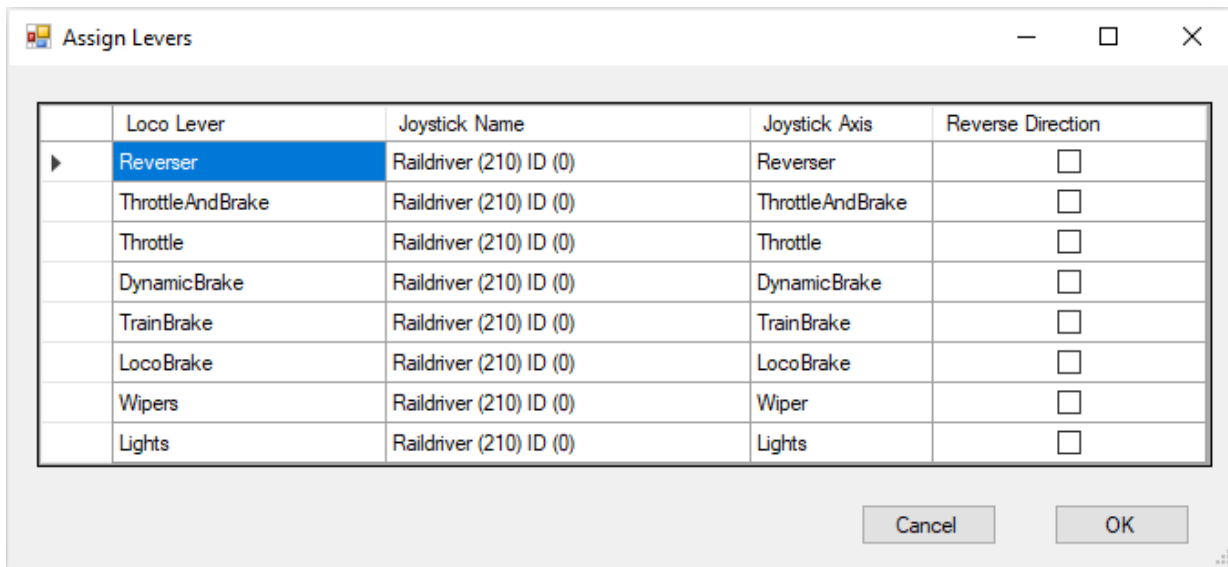 Assign Levers
Loco Lever Joystick Name Joystick Axis Reverse Direction
Reverser Raildriver (210) ID (0) Reverser
ThrottleAndBrake Raildriver (210) ID (0) ThrottleAndBrake
Throttle Raildriver (210) ID (0) Throttle
DynamicBrake Raildriver (210) ID (0) DynamicBrake
TrainBrake Raildriver (210) ID (0) TrainBrake
LocoBrake Raildriver (210) ID (0) LocoBrake
Wipers Raildriver (210) ID (0) Wiper
Lights Raildriver (210) ID (0) Lights
Cancel OK